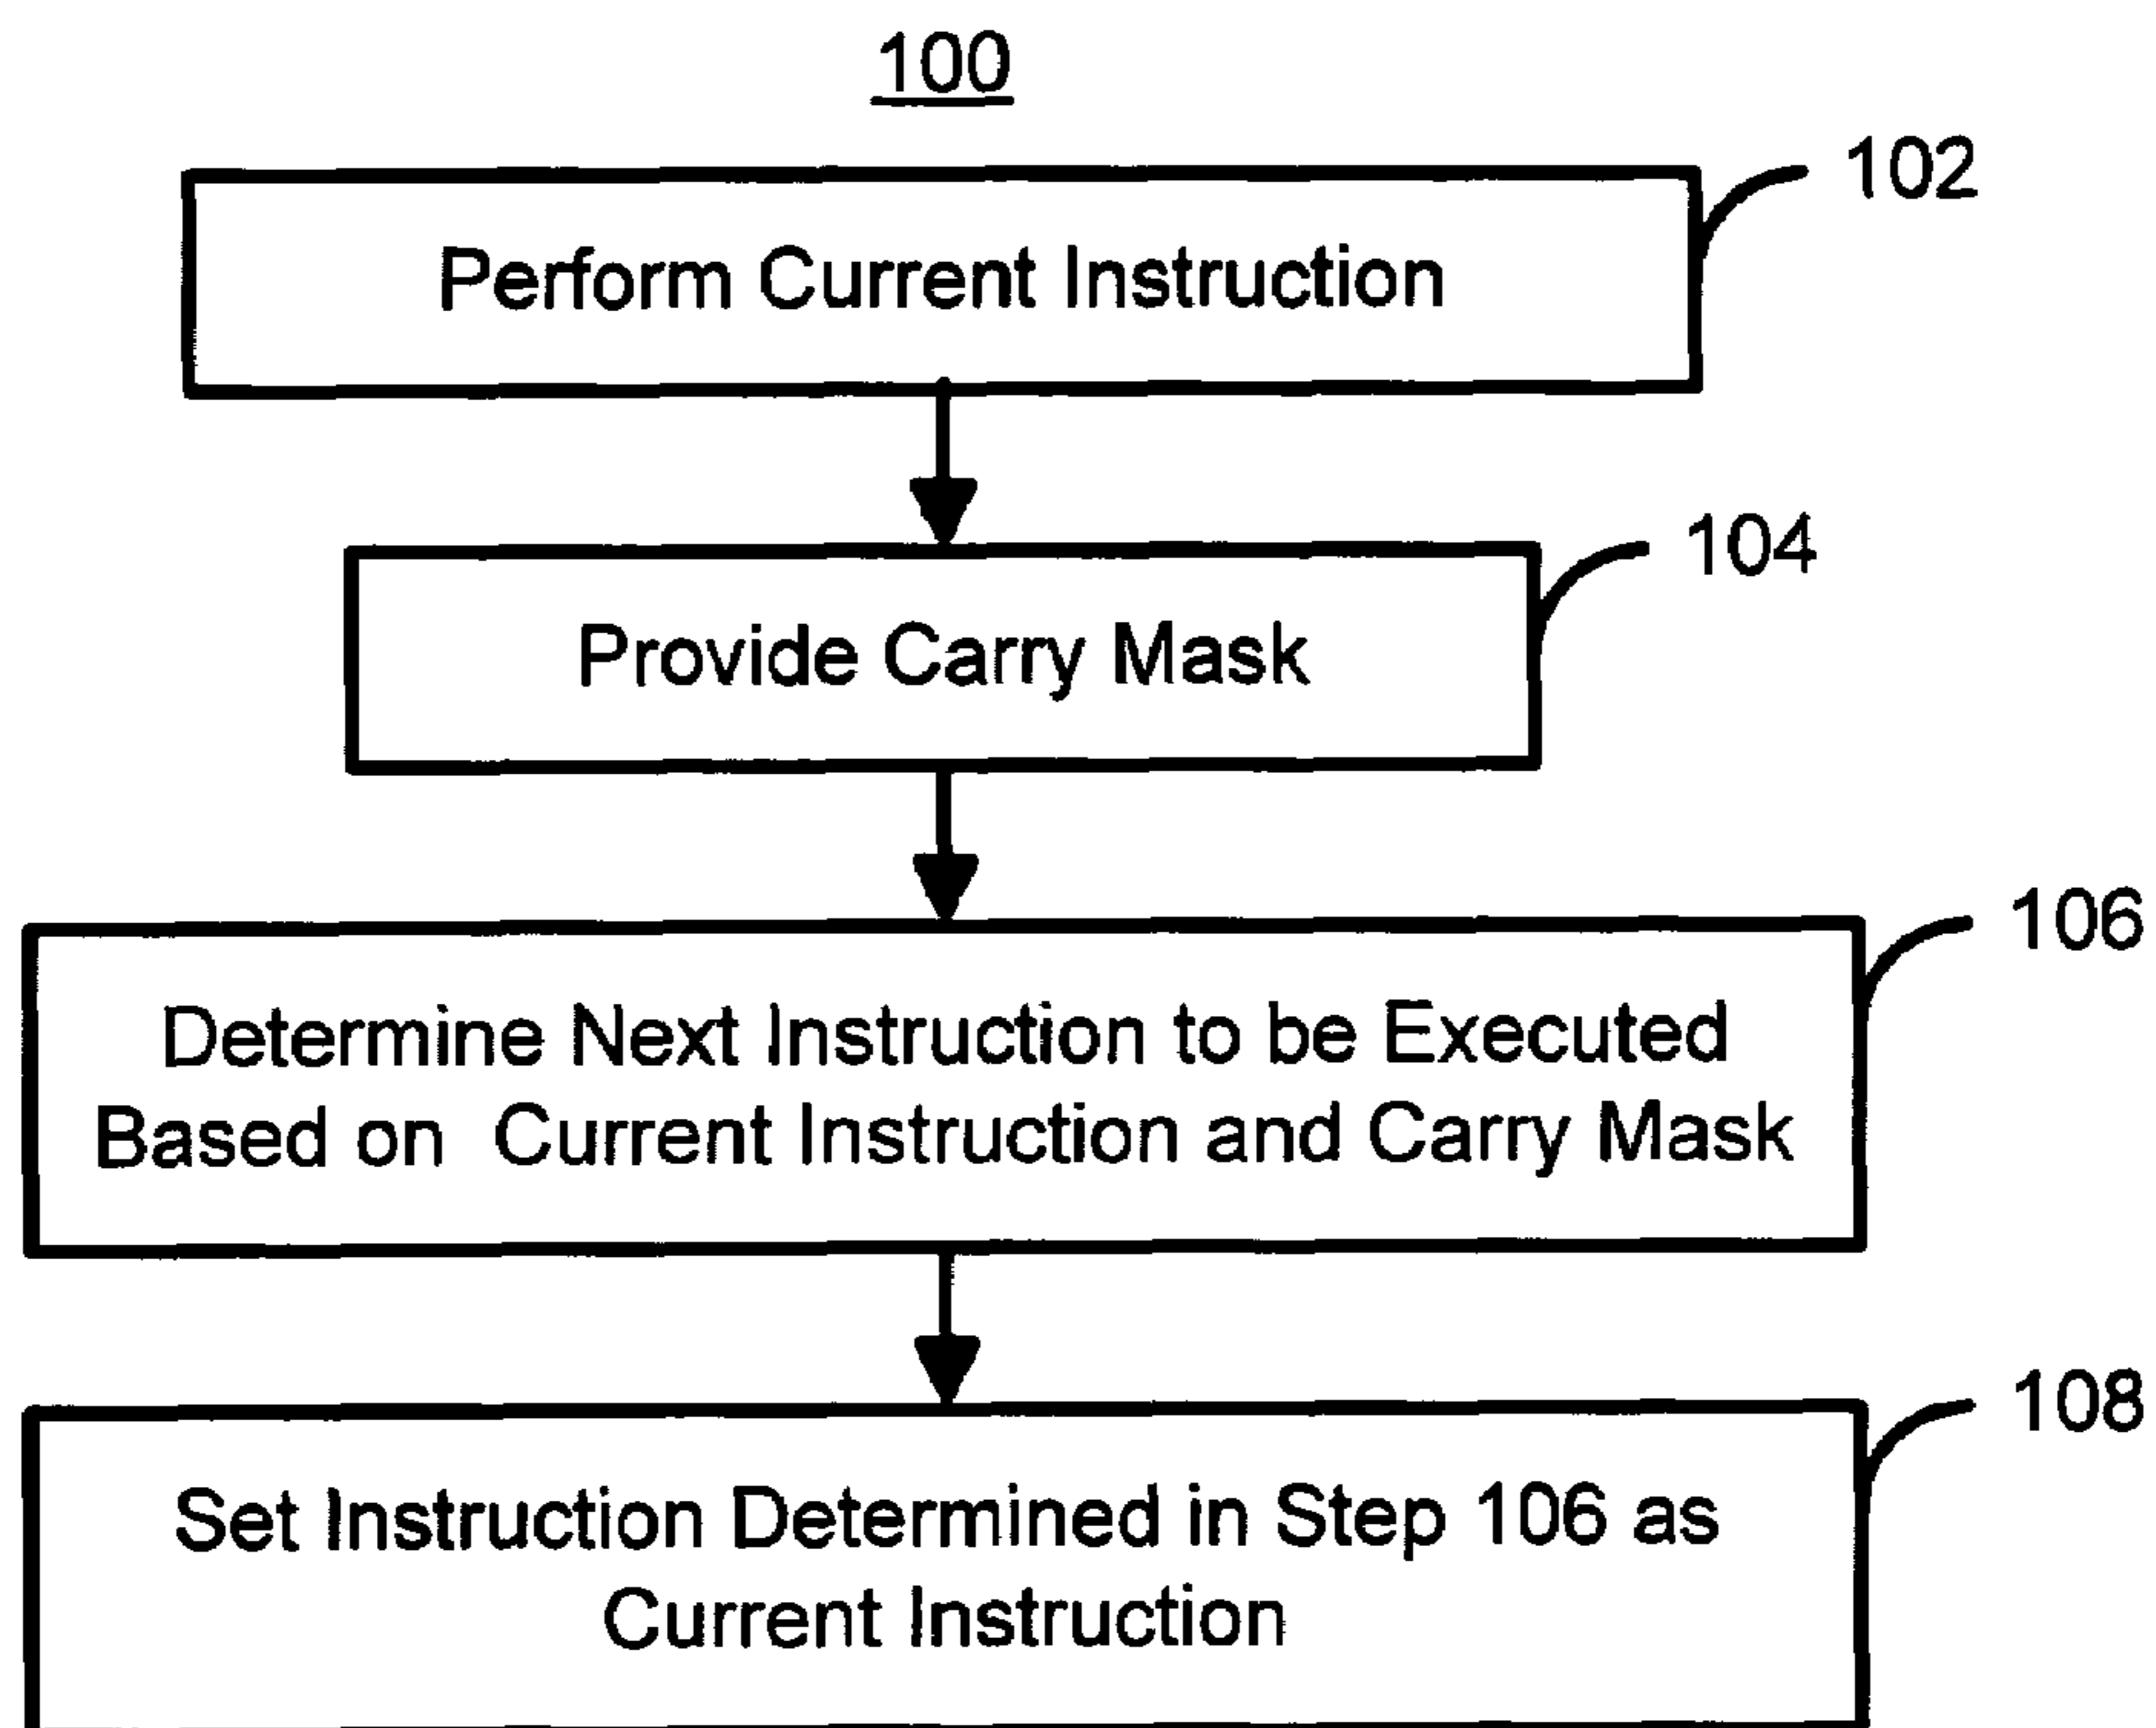 100
102
Perform Current Instruction
104
Provide Carry Mask
106
Determine Next Instruction to be Executed
Based on Current Instruction and Carry Mask
108
Set Instruction Determined in Step 106 as
Current Instruction